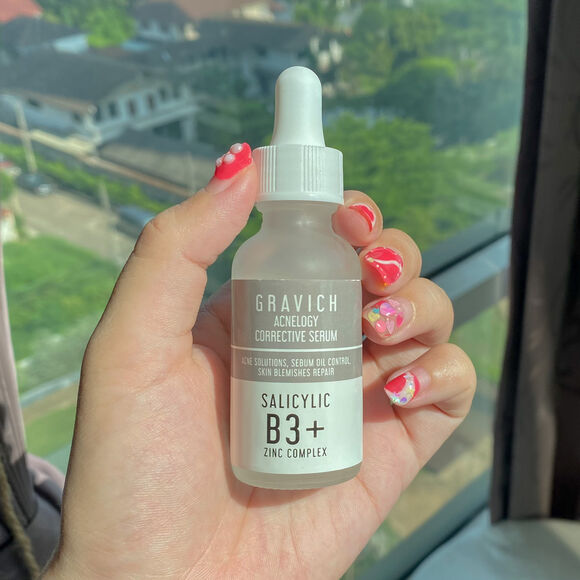 GRAVICH
ACNELOGY
CORRECTIVE SERUM
ACNE SOLUTIONS, SEBUM OIL CONTROL,
SKIN BLEMISHES REPAIR
SALICYLIC
B3+
ZINC COMPLEX